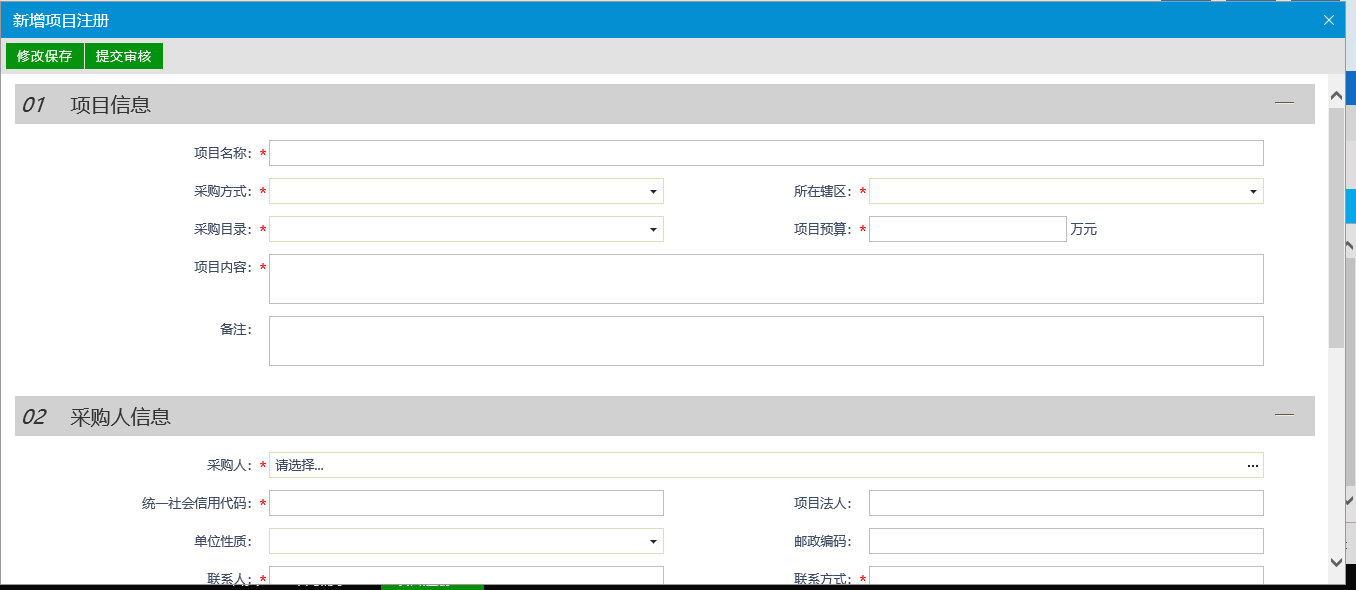 新增项目注册
修改保存 提交审核
01 项目信息
项目名称: *
采购方式: * 所在辖区: *
采购目录: * 项目预算: * 万元
项目内容: *
备注:
02 采购人信息
采购人: * 请选择... ...
统一社会信用代码: * 项目法人:
单位性质: 邮政编码:
联系人: * 联系方式: *